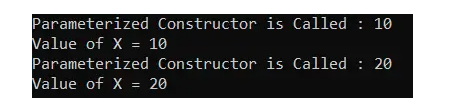 Parameterized Constructor is Called : 10
Value of X = 10
Parameterized Constructor is Called : 20
Value of X = 20